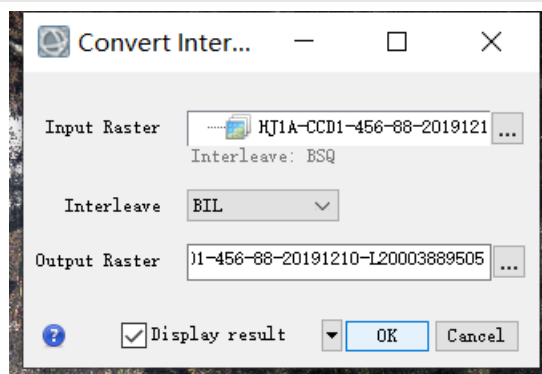 Convert Inter...
Input Raster HJ1A-CCD1-456-88-2019121 ...
Interleave: BSQ
Interleave BIL
Output Raster )1-456-88-20191210-L20003889505 ...
? Display result OK Cancel